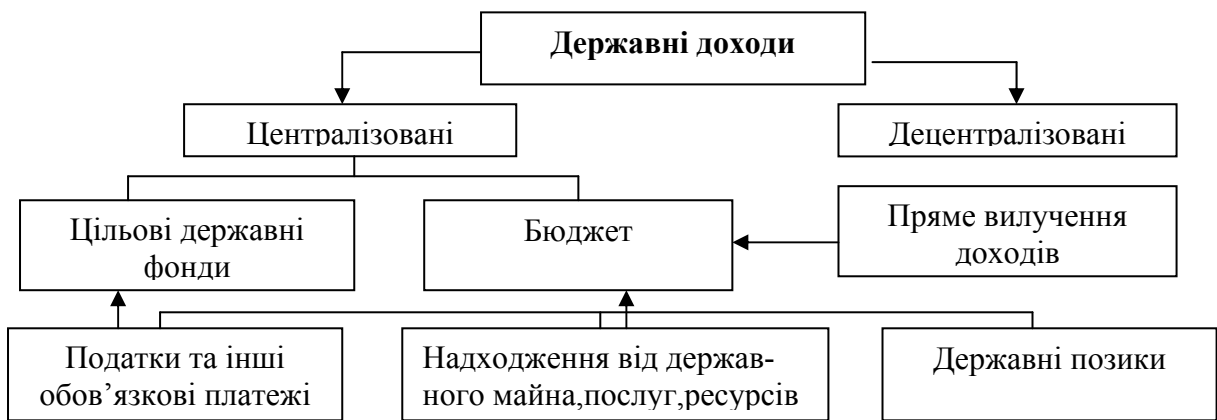 Державні доходи
Централізовані
Децентралізовані
Цільові державні
фонди
Бюджет
Пряме вилучення
доходів
Податки та інші
обов’язкові платежі
Надходження від держав-
ного майна,послуг,ресурсів
Державні позики